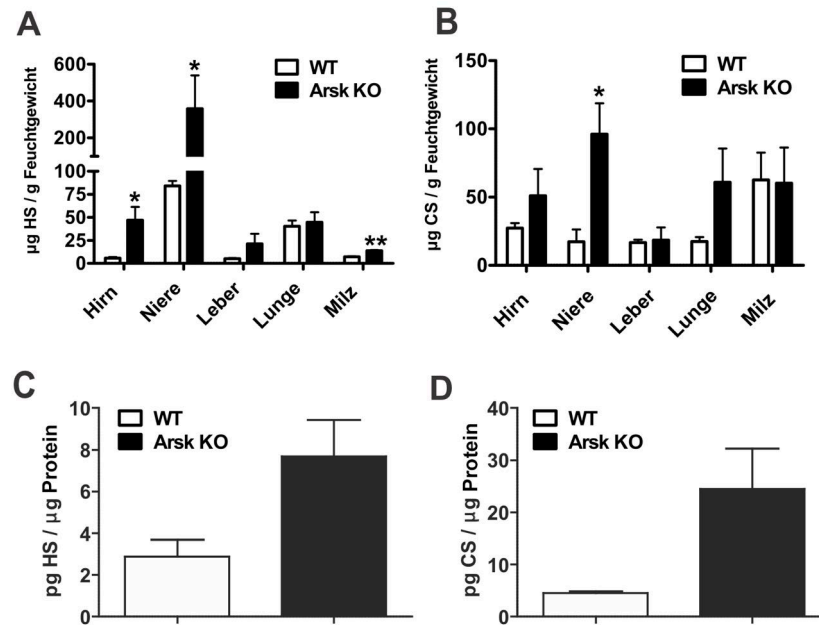 A
µg HS / g Feuchtgewicht
600
400
200
100
75
50
25
0
WT
Arsk KO
*
*
**
Hirn
Niere
Leber
Lunge
Milz
B
µg CS / g Feuchtgewicht
150
100
50
0
WT
Arsk KO
*
Hirn
Niere
Leber
Lunge
Milz
C
pg HS / µg Protein
10
8
6
4
2
0
WT
Arsk KO
D
pg CS / µg Protein
40
30
20
10
0
WT
Arsk KO